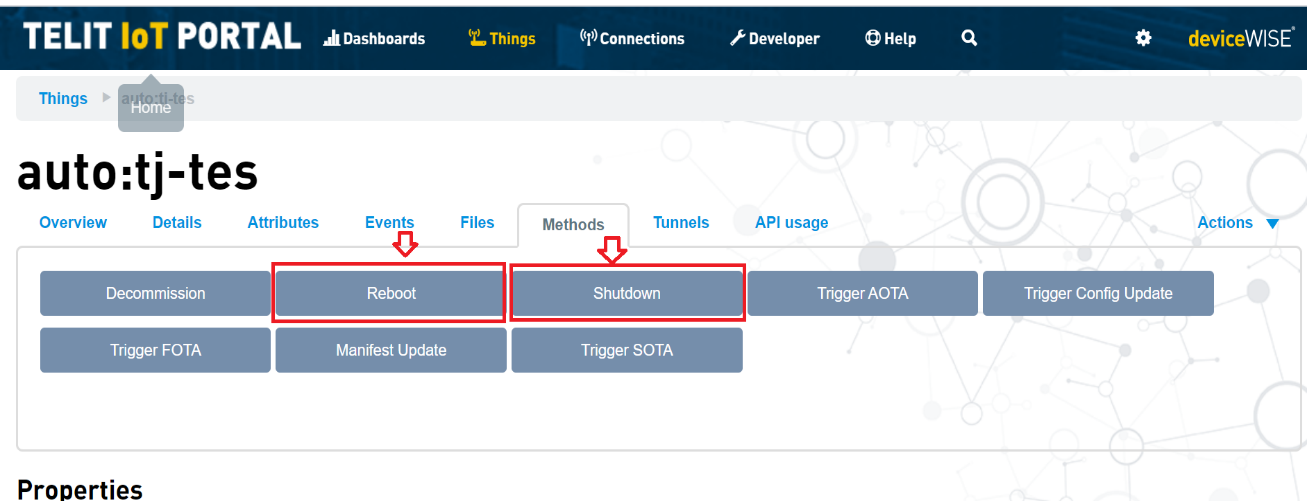 TELIT IoT PORTAL Dashboards Things Connections Developer Help deviceWISE
Things auto:tj-tes
Home
auto:tj-tes
Overview Details Attributes Events Files Methods Tunnels API usage Actions
Decommission Reboot Shutdown Trigger AOTA Trigger Config Update
Trigger FOTA Manifest Update Trigger SOTA
Properties